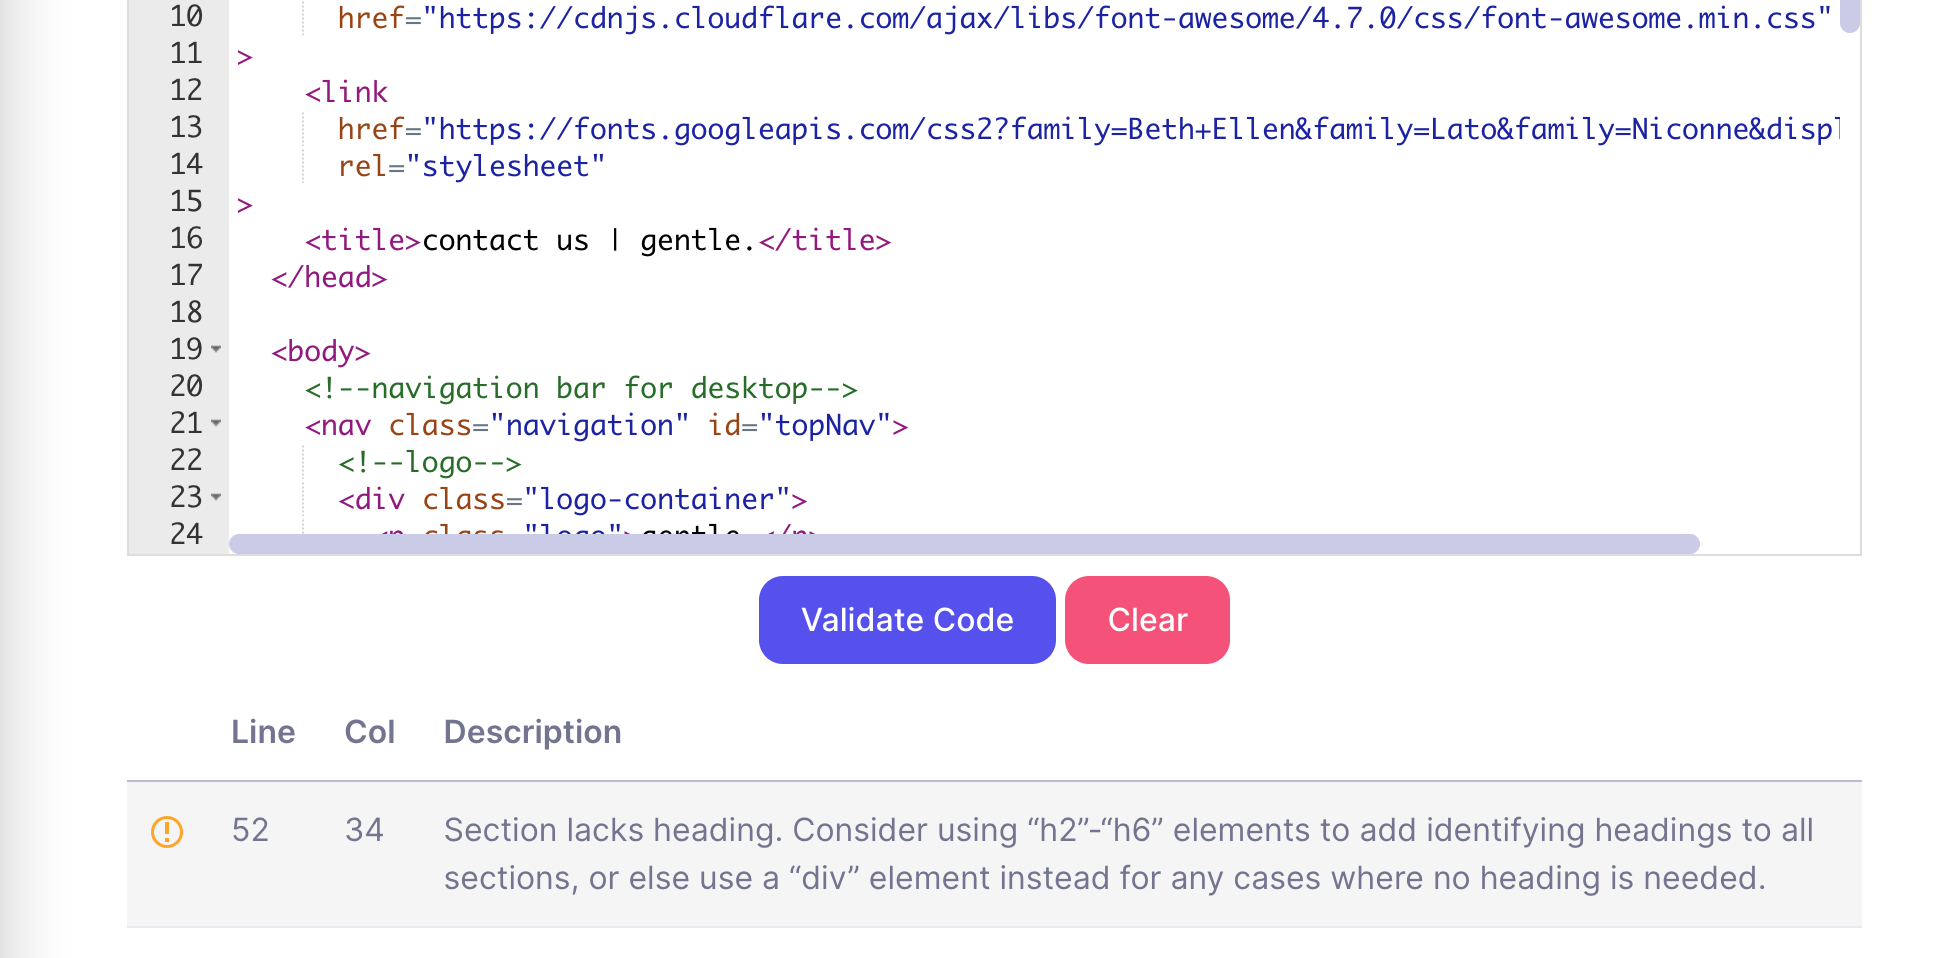 10 href="https://cdnjs.cloudflare.com/ajax/libs/font-awesome/4.7.0/css/font-awesome.min.css"
11 >
12 <link
13 href="https://fonts.googleapis.com/css2?family=Beth+Ellen&family=Lato&family=Niconne&displ
14 rel="stylesheet"
15 >
16 <title>contact us | gentle.</title>
17 </head>
18
19 <body>
20 <!--navigation bar for desktop-->
21 <nav class="navigation" id="topNav">
22 <!--logo-->
23 <div class="logo-container">
24 <p class="logo">gentle.</p>
Validate Code Clear
Line Col Description
52 34 Section lacks heading. Consider using “h2”-“h6” elements to add identifying headings to all
sections, or else use a “div” element instead for any cases where no heading is needed.